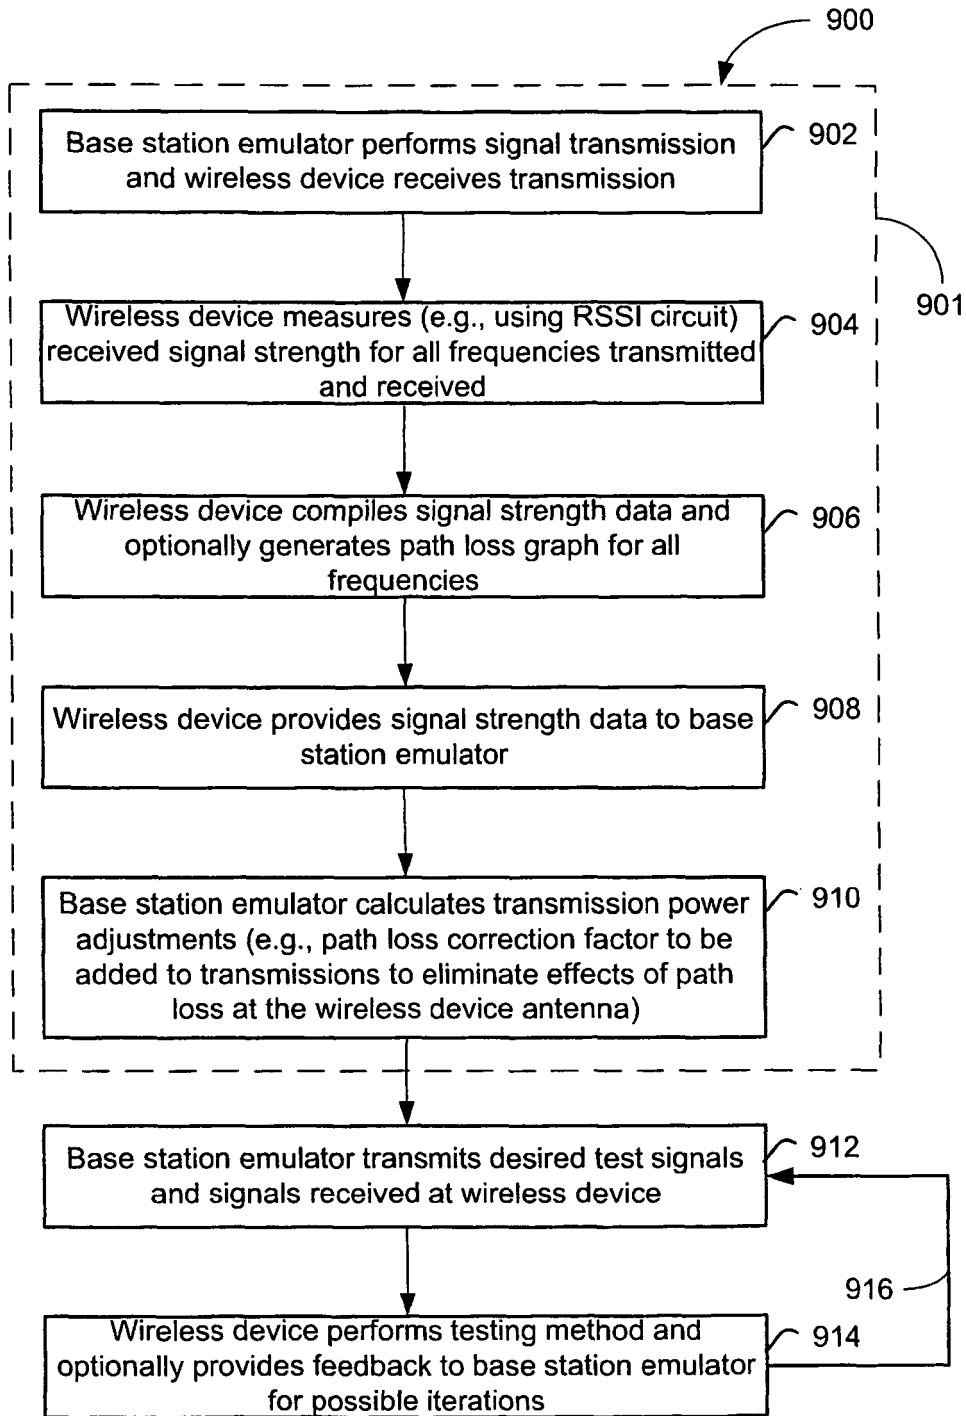 900
Base station emulator performs signal transmission
and wireless device receives transmission
902
901
Wireless device measures (e.g., using RSSI circuit)
received signal strength for all frequencies transmitted
and received
904
Wireless device compiles signal strength data and
optionally generates path loss graph for all
frequencies
906
Wireless device provides signal strength data to base
station emulator
908
Base station emulator calculates transmission power
adjustments (e.g., path loss correction factor to be
added to transmissions to eliminate effects of path
loss at the wireless device antenna)
910
Base station emulator transmits desired test signals
and signals received at wireless device
912
916
Wireless device performs testing method and
optionally provides feedback to base station emulator
for possible iterations
914